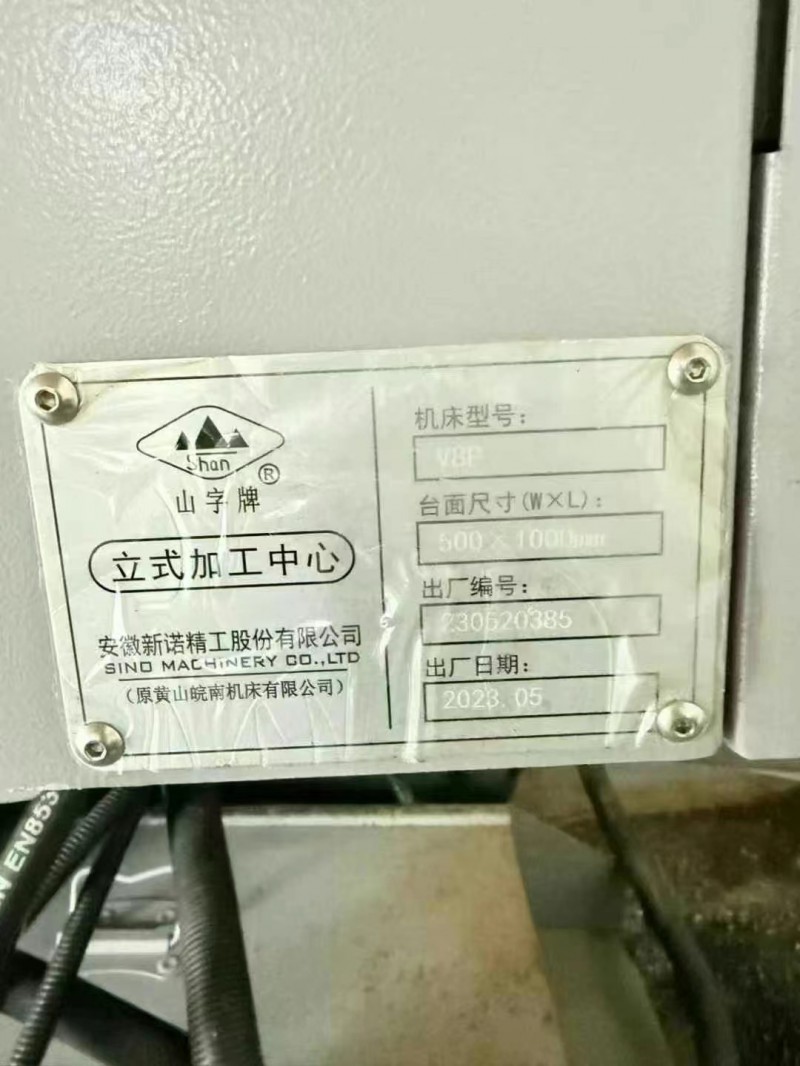 Shan
®
山字牌
立式加工中心
安徽新诺精工股份有限公司
SINO MACHINERY CO.,LTD
(原黄山皖南机床有限公司)
机床型号:
V8P
台面尺寸(W×L):
500×1000mm
出厂编号:
230520385
出厂日期:
2023.05
EN853